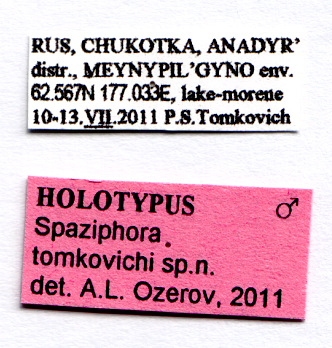 RUS, CHUKOTKA, ANADYR'
distr., MEYNYPIL'GYNO env.
62.567N 177.033E, lake-morene
10-13.VII.2011 P.S.Tomkovich
HOLOTYPUS ♂
Spaziphora
tomkovichi sp.n.
det. A.L. Ozerov, 2011